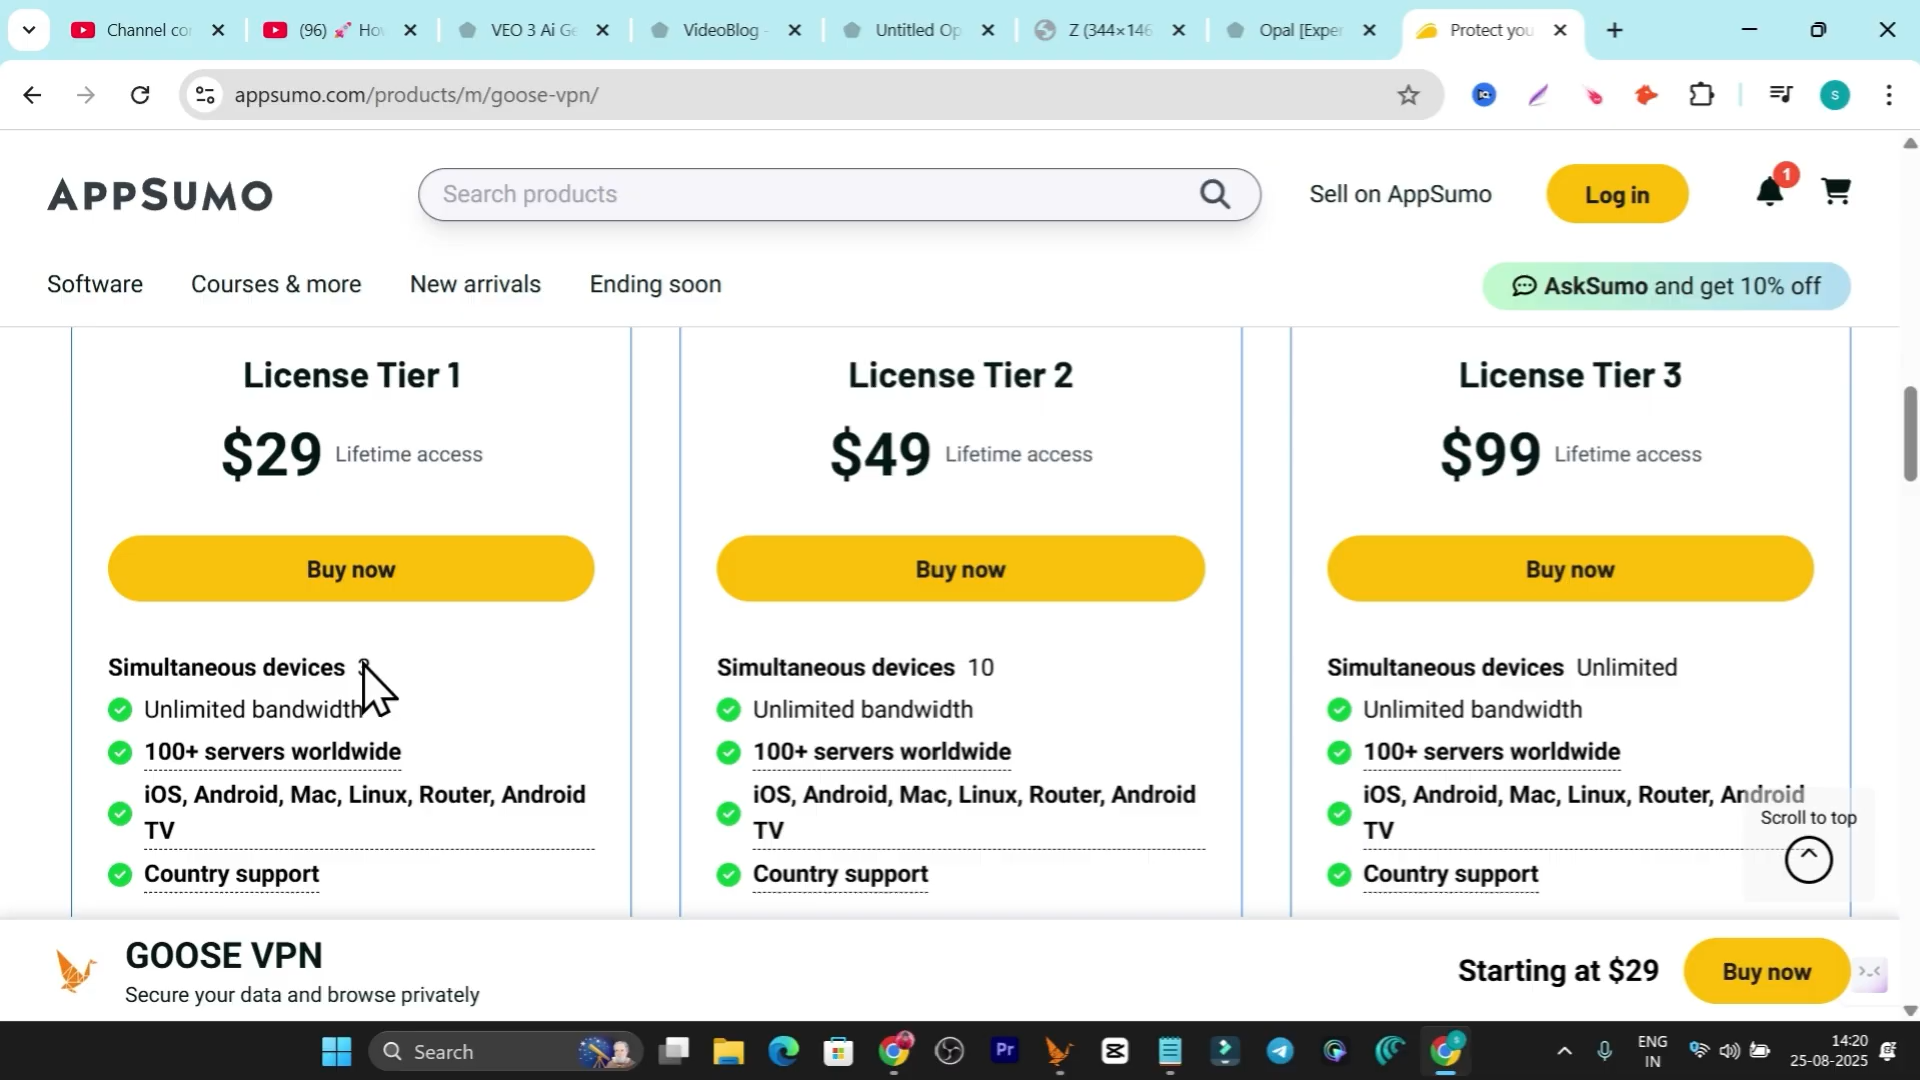 Channel co
(96) 🚀 Ho
VEO 3 Ai Ge
VideoBlog -
Untitled Op
Z (344×146
Opal [Exper
Protect you
appsumo.com/products/m/goose-vpn/
S
APPSUMO
Search products
Sell on AppSumo
Log in
1
Software
Courses & more
New arrivals
Ending soon
AskSumo and get 10% off
License Tier 1
$29 Lifetime access
Buy now
Simultaneous devices
Unlimited bandwidth
100+ servers worldwide
iOS, Android, Mac, Linux, Router, Android
TV
Country support
License Tier 2
$49 Lifetime access
Buy now
Simultaneous devices 10
Unlimited bandwidth
100+ servers worldwide
iOS, Android, Mac, Linux, Router, Android
TV
Country support
License Tier 3
$99 Lifetime access
Buy now
Simultaneous devices Unlimited
Unlimited bandwidth
100+ servers worldwide
iOS, Android, Mac, Linux, Router, Android
TV
Country support
Scroll to top
GOOSE VPN
Secure your data and browse privately
Starting at $29
Buy now
Search
Pr
ENG
IN
14:20
25-08-2025